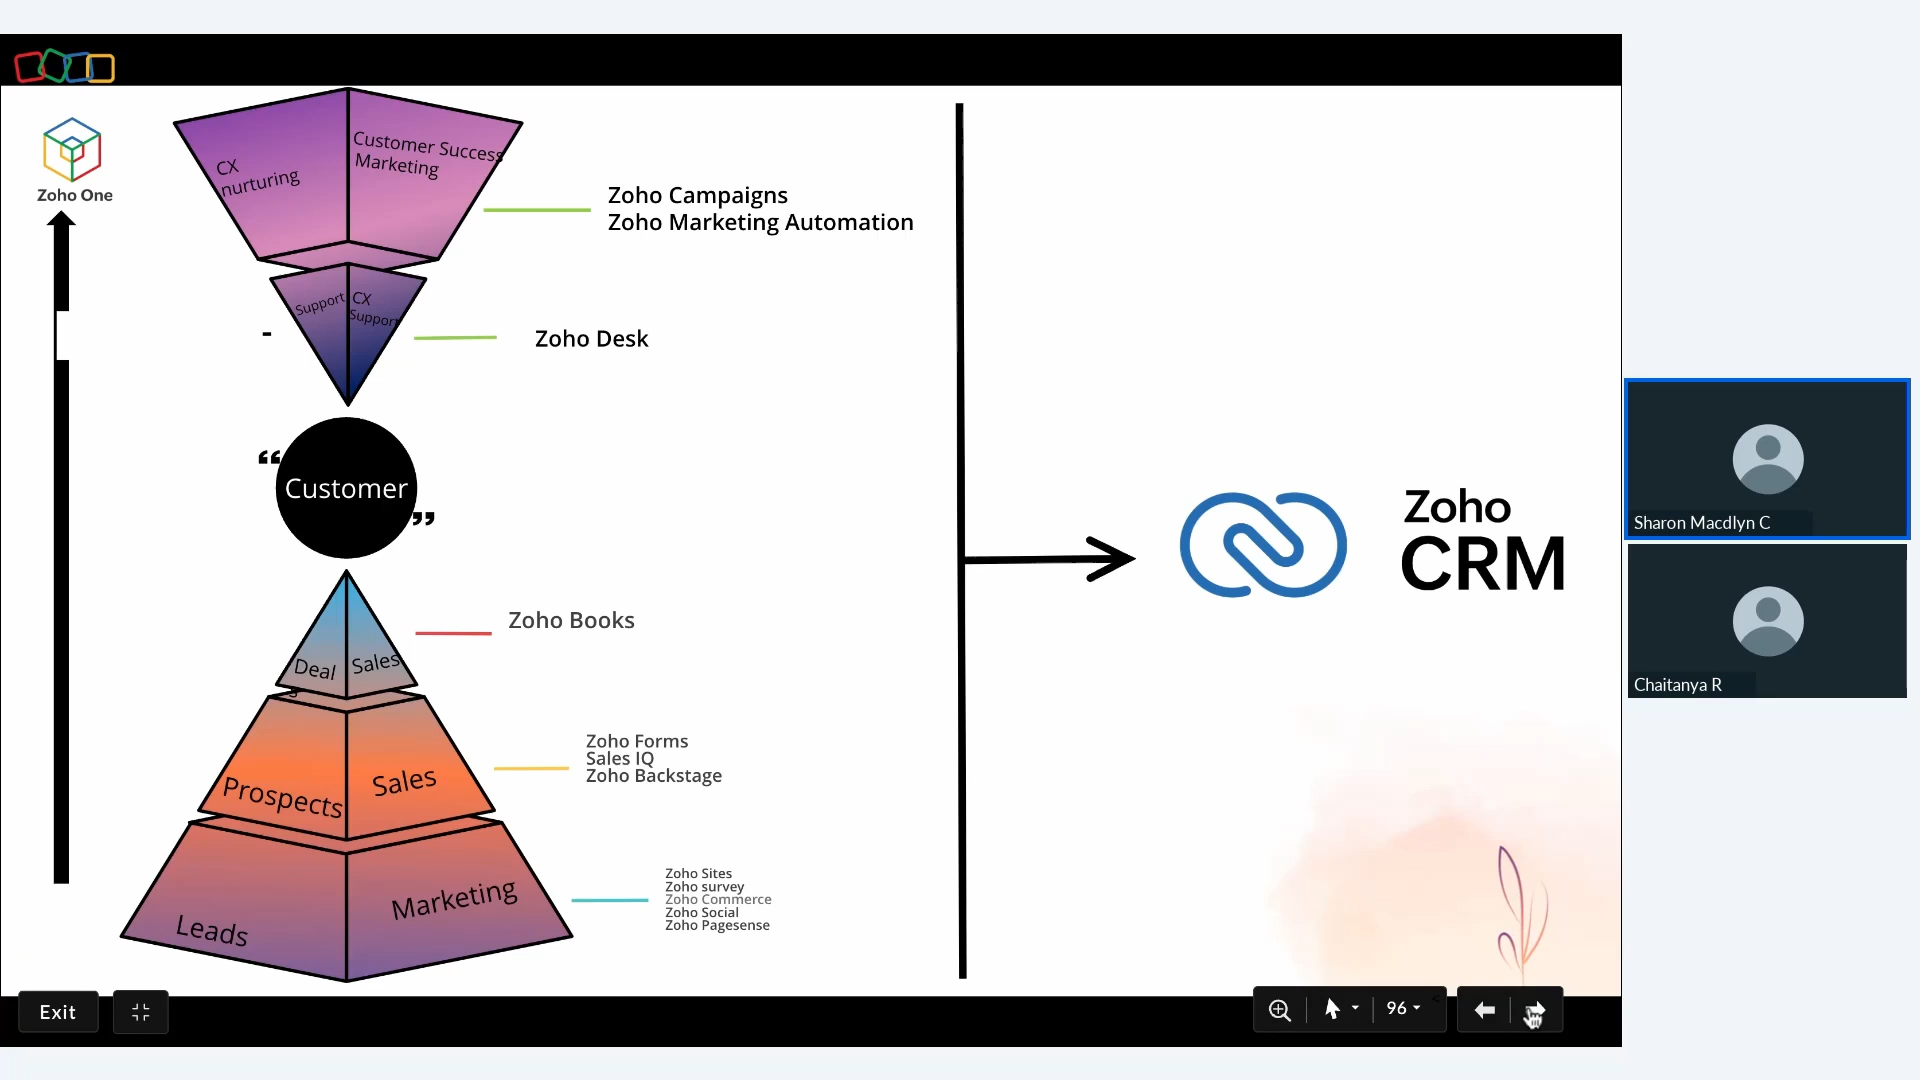 Zoho One
CX
nurturing
Customer Success
Marketing
Zoho Campaigns
Zoho Marketing Automation
Support
CX
Support
-
Zoho Desk
“
Customer
”
Zoho Books
Deal
s
Sales
Zoho Forms
Sales IQ
Zoho Backstage
Prospects
Sales
Zoho Sites
Zoho survey
Zoho Commerce
Zoho Social
Zoho Pagesense
Leads
Marketing
Zoho
CRM
Sharon Macdlyn C
Chaitanya R
Exit
96